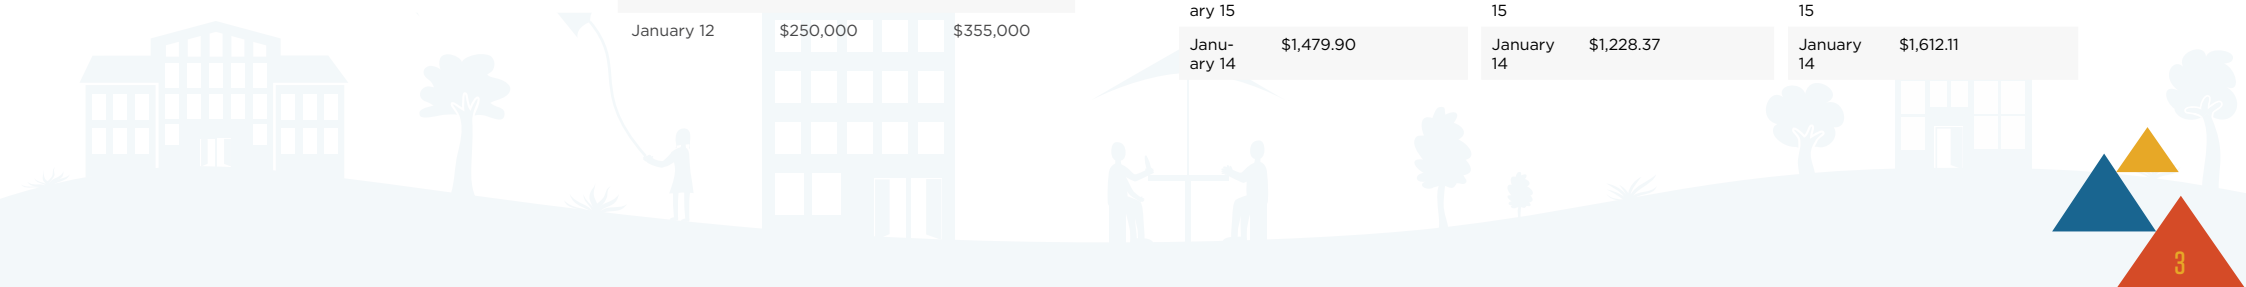 January 12 $250,000 $355,000
ary 15
Janu-
ary 14
$1,479.90
15
January
14
$1,228.37
15
January
14
$1,612.11
3